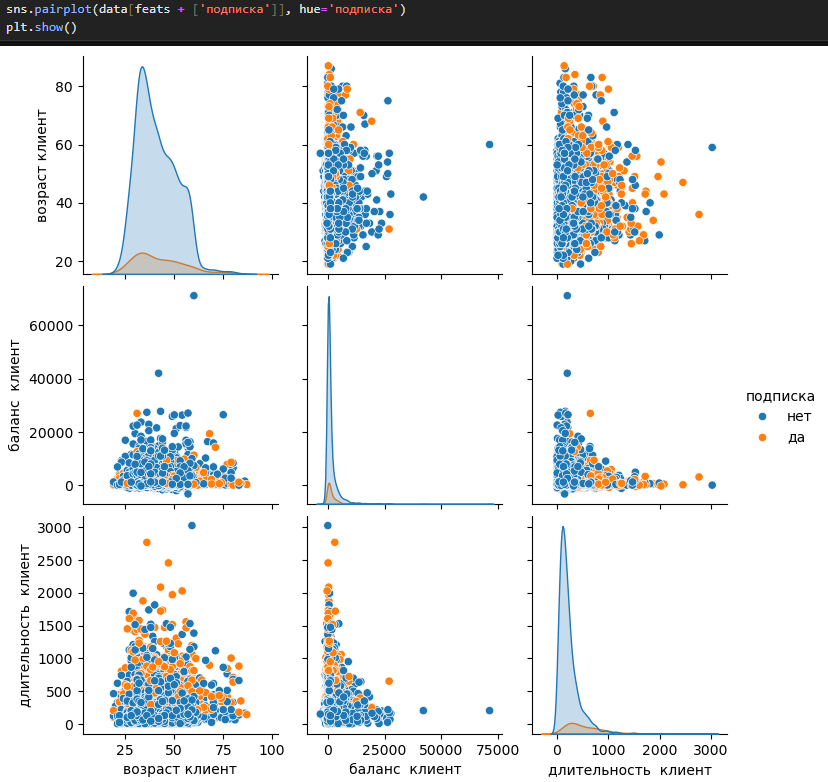 sns.pairplot(data[feats + ['подписка']], hue='подписка')
plt.show()
80
60
40
20
возраст клиент
60000
40000
20000
0
баланс  клиент
подписка
нет
да
3000
2500
2000
1500
1000
500
0
длительность  клиент
25 50 75 100
0 25000 50000 75000
0 1000 2000 3000
возраст клиент
баланс  клиент
длительность  клиент